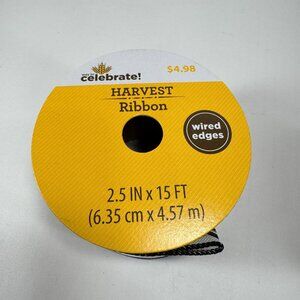 celebrate!
$4.98
HARVEST
Ribbon
wired
edges
2.5 IN x 15 FT
(6.35 cm x 4.57 m)